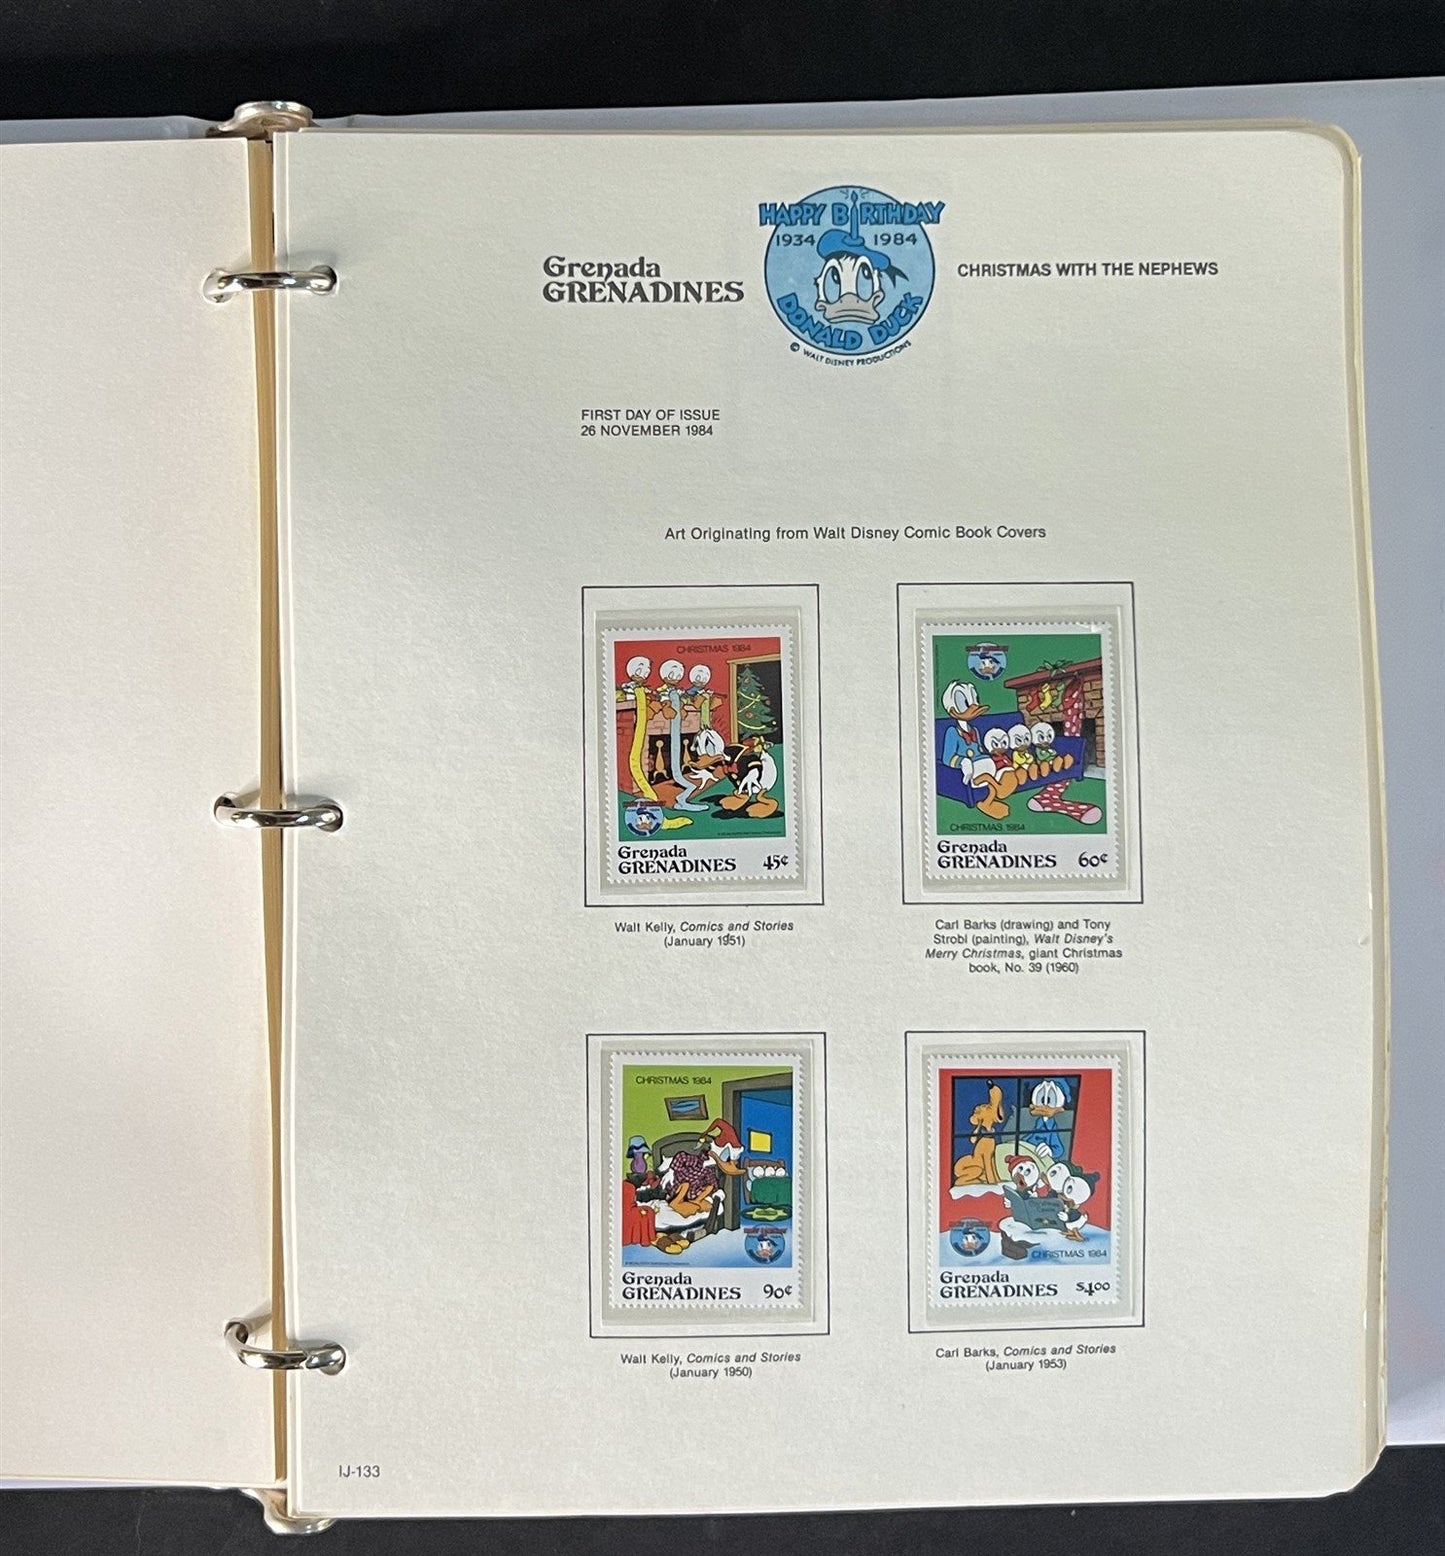 HAPPY BIRTHDAY
1934 1984
DONALD DUCK
© WALT DISNEY PRODUCTIONS
Grenada
GRENADINES
CHRISTMAS WITH THE NEPHEWS
FIRST DAY OF ISSUE
26 NOVEMBER 1984
Art Originating from Walt Disney Comic Book Covers
CHRISTMAS 1984
Grenada
GRENADINES 45¢
Walt Kelly, Comics and Stories
(January 1951)
CHRISTMAS 1984
Grenada
GRENADINES 60¢
Carl Barks (drawing) and Tony
Strobl (painting), Walt Disney's
Merry Christmas, giant Christmas
book, No. 39 (1960)
CHRISTMAS 1984
Grenada
GRENADINES 90¢
Walt Kelly, Comics and Stories
(January 1950)
CHRISTMAS 1984
Grenada
GRENADINES $4.00
Carl Barks, Comics and Stories
(January 1953)
IJ-133